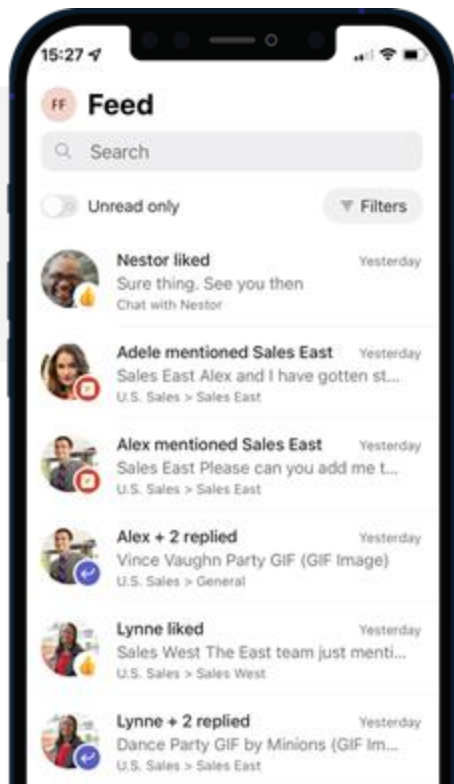 15:27
FF
Feed
Search
Unread only
Filters
Nestor liked
Yesterday
Sure thing. See you then
Chat with Nestor
Adele mentioned Sales East
Yesterday
Sales East Alex and I have gotten st...
U.S. Sales > Sales East
Alex mentioned Sales East
Yesterday
Sales East Please can you add me t...
U.S. Sales > Sales East
Alex + 2 replied
Yesterday
Vince Vaughn Party GIF (GIF Image)
U.S. Sales > General
Lynne liked
Yesterday
Sales West The East team just menti...
U.S. Sales > Sales West
Lynne + 2 replied
Yesterday
Dance Party GIF by Minions (GIF Im...
U.S. Sales > Sales East